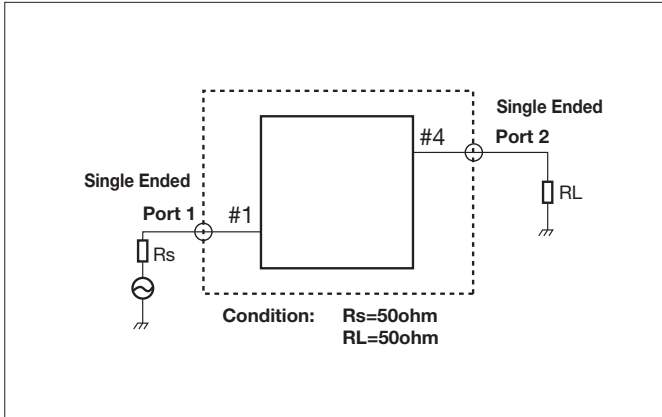 Single Ended
Port 2
#4
RL
Single Ended
Port 1
#1
Rs
Condition: Rs=50ohm
RL=50ohm